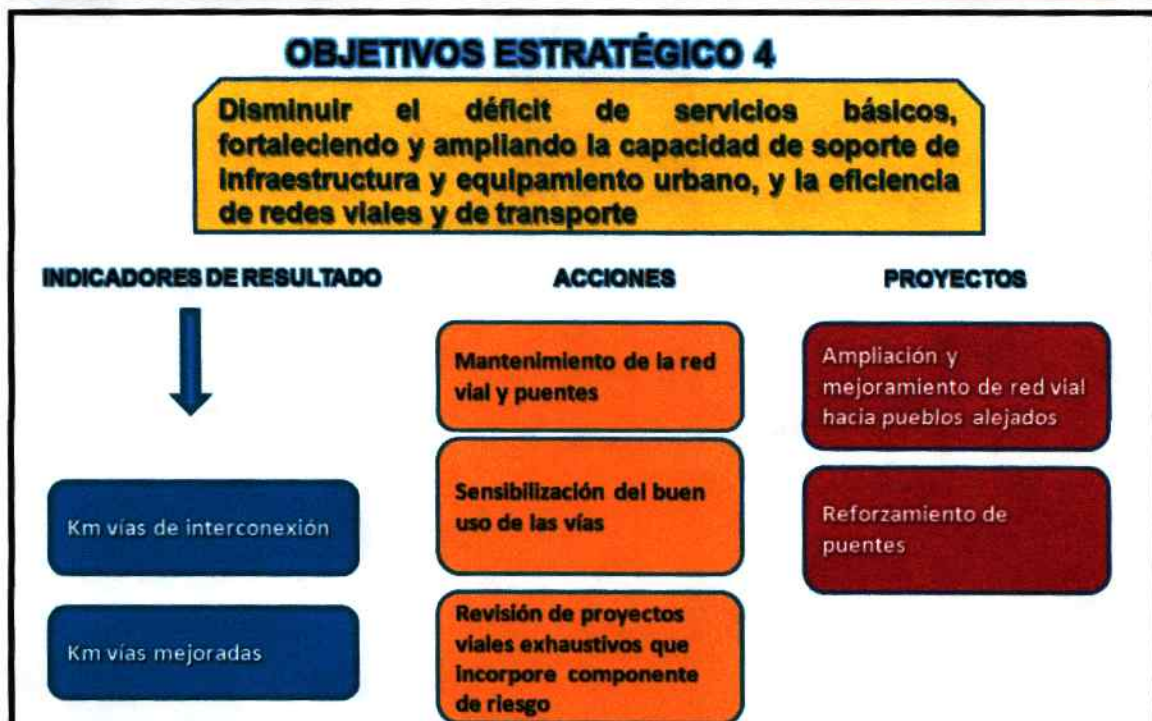 OBJETIVOS ESTRATÉGICO 4
Disminuir el déficit de servicios básicos,
fortaleciendo y ampliando la capacidad de soporte de
infraestructura y equipamiento urbano, y la eficiencia
de redes viales y de transporte
INDICADORES DE RESULTADO
Km vías de interconexión
Km vías mejoradas
ACCIONES
Mantenimiento de la red
vial y puentes
Sensibilización del buen
uso de las vías
Revisión de proyectos
viales exhaustivos que
incorpore componente
de riesgo
PROYECTOS
Ampliación y
mejoramiento de red vial
hacia pueblos alejados
Reforzamiento de
puentes